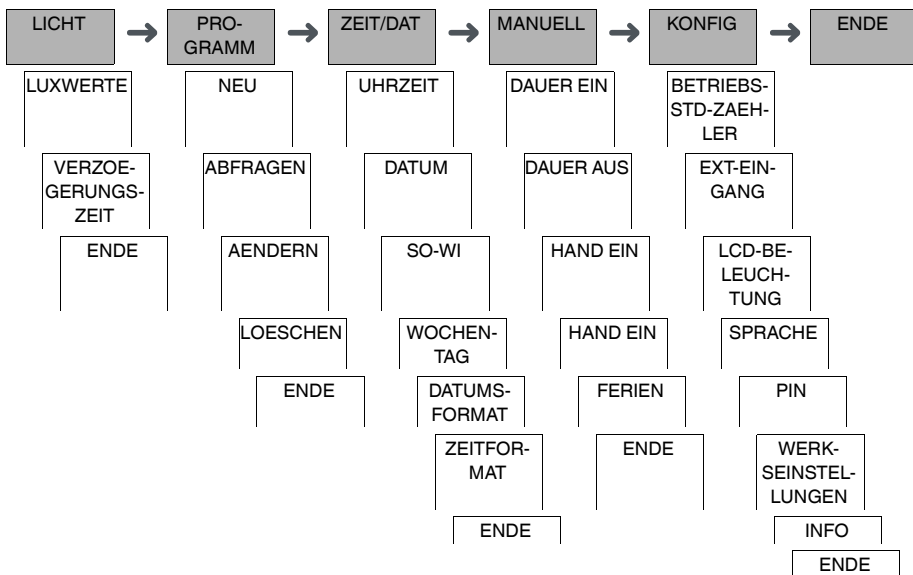 LICHT
PRO-
GRAMM
ZEIT/DAT
MANUELL
KONFIG
ENDE
LUXWERTE
VERZOE-
GERUNGS-
ZEIT
ENDE
NEU
ABFRAGEN
AENDERN
LOESCHEN
ENDE
UHRZEIT
DATUM
SO-WI
WOCHEN-
TAG
DATUMS-
FORMAT
ZEITFOR-
MAT
ENDE
DAUER EIN
DAUER AUS
HAND EIN
HAND EIN
FERIEN
ENDE
BETRIEBS-
STD-ZAEH-
LER
EXT-EIN-
GANG
LCD-BE-
LEUCH-
TUNG
SPRACHE
PIN
WERK-
SEINSTEL-
LUNGEN
INFO
ENDE